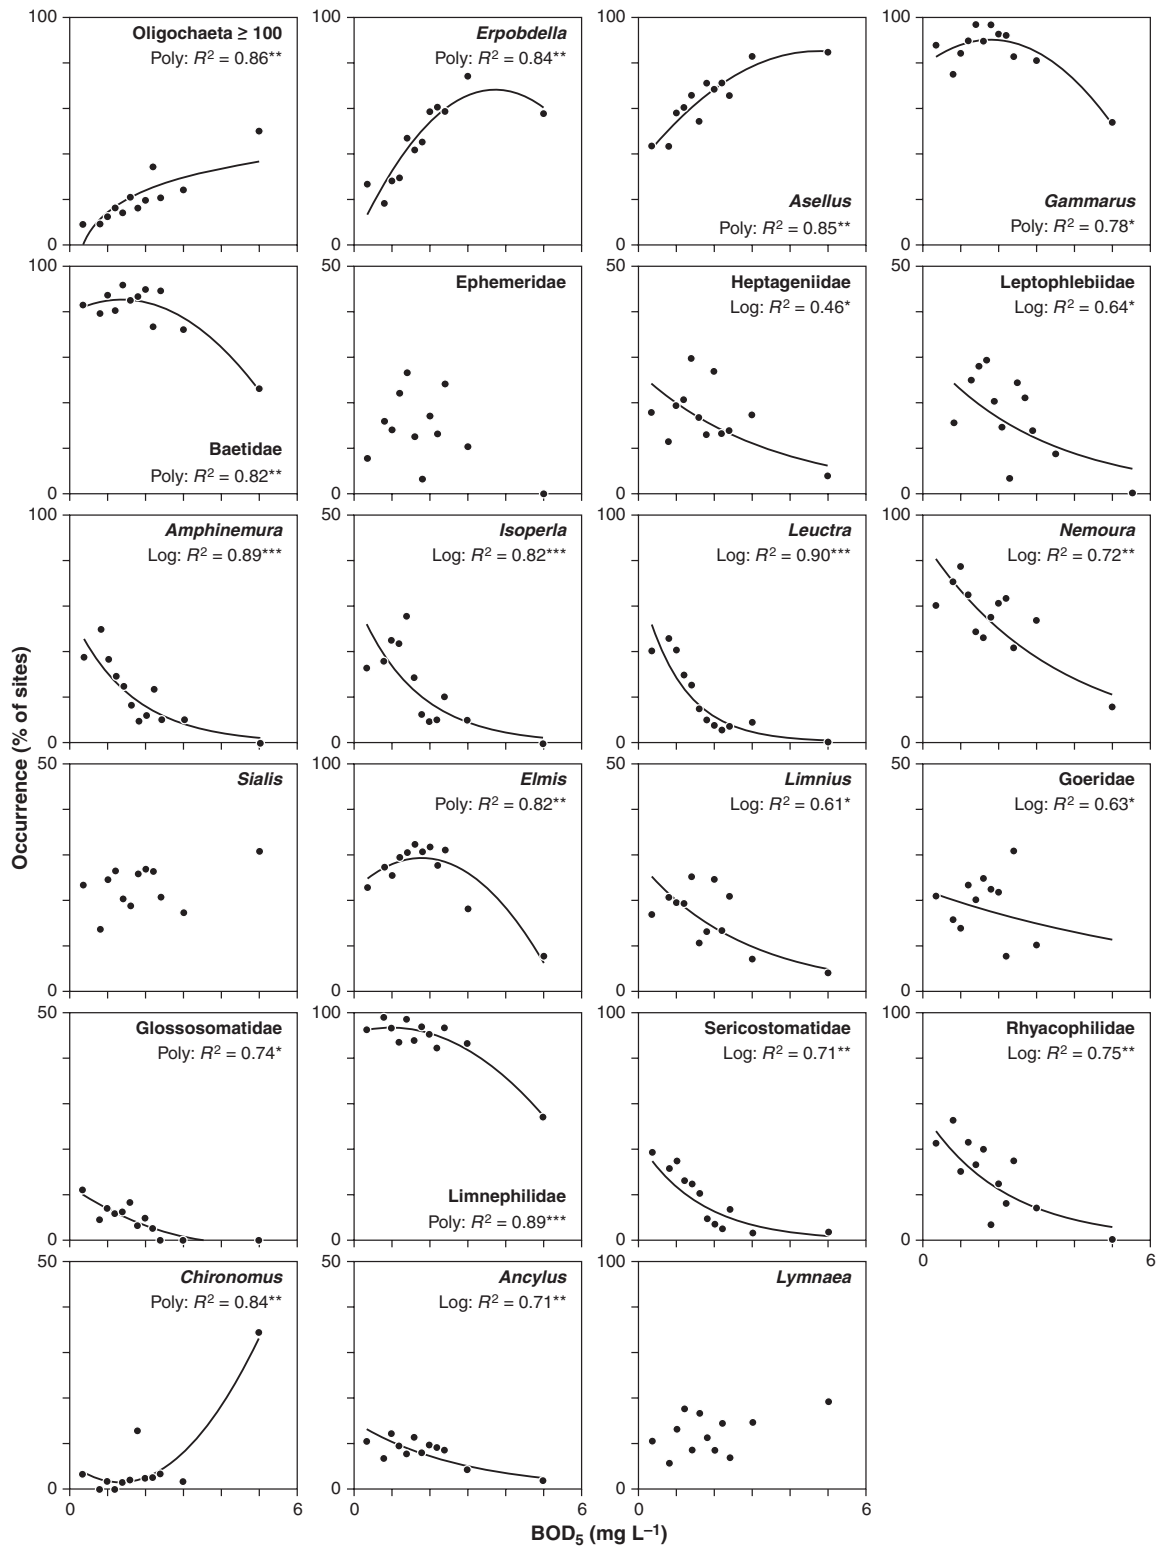 100
Oligochaeta ≥ 100
Poly: R² = 0.86**
0
100
Erpobdella
Poly: R² = 0.84**
0
100
Asellus
Poly: R² = 0.85**
0
100
Gammarus
Poly: R² = 0.78*
0
100
Baetidae
Poly: R² = 0.82**
0
50
Ephemeridae
0
50
Heptageniidae
Log: R² = 0.46*
0
50
Leptophlebiidae
Log: R² = 0.64*
0
100
Amphinemura
Log: R² = 0.89***
0
50
Isoperla
Log: R² = 0.82***
0
100
Leuctra
Log: R² = 0.90***
0
100
Nemoura
Log: R² = 0.72**
0
Occurrence (% of sites)
50
Sialis
0
100
Elmis
Poly: R² = 0.82**
0
50
Limnius
Log: R² = 0.61*
0
50
Goeridae
Log: R² = 0.63*
0
50
Glossosomatidae
Poly: R² = 0.74*
0
100
Limnephilidae
Poly: R² = 0.89***
0
100
Sericostomatidae
Log: R² = 0.71**
0
100
Rhyacophilidae
Log: R² = 0.75**
0
0 6
50
Chironomus
Poly: R² = 0.84**
0
0 6
50
Ancylus
Log: R² = 0.71**
0
0 6
100
Lymnaea
0
0 6
BOD₅ (mg L⁻¹)